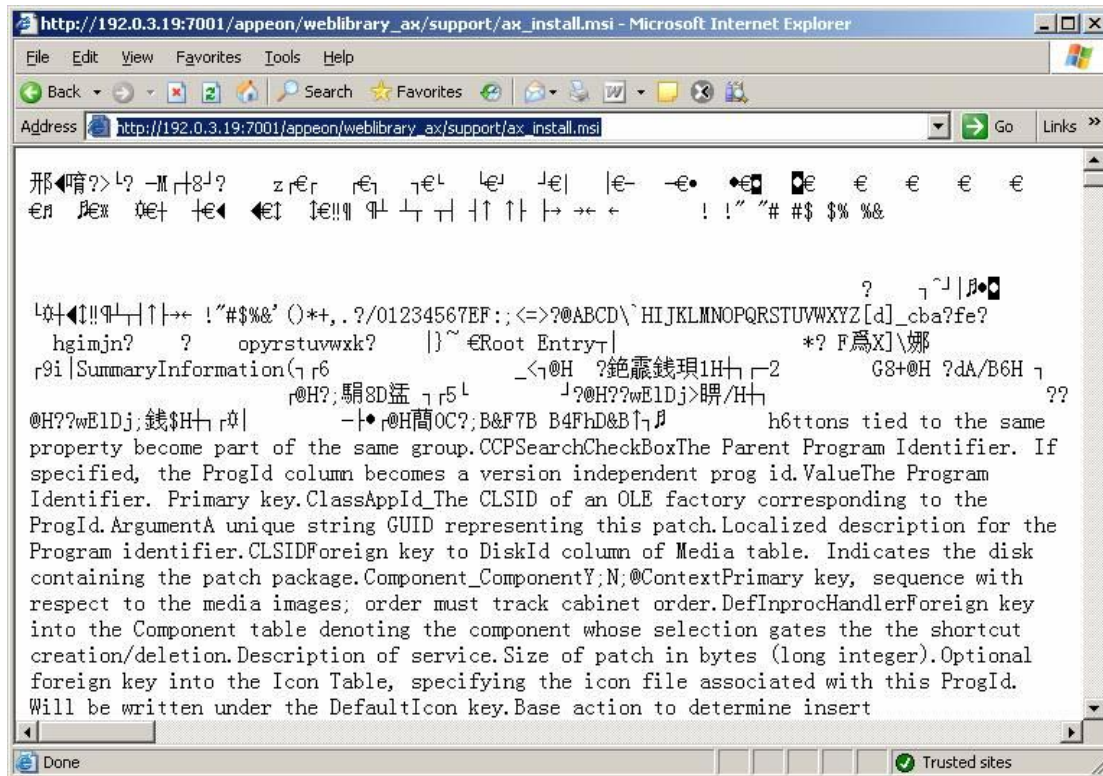 http://192.0.3.19:7001/appeon/weblibrary_ax/support/ax_install.msi - Microsoft Internet Explorer
File Edit View Favorites Tools Help
Back Search Favorites
Address http://192.0.3.19:7001/appeon/weblibrary_ax/support/ax_install.msi Go Links »
! !" "# #$ $% %&
!"#$%&'()*+,.?/01234567EF:;<=>?@ABCD\`HIJKLMNOPQRSTUVWXYZ[d]_cba?fe?
hgimjn? ? opyrstuvwxk? |}~ €Root Entry
SummaryInformation(
h6ttons tied to the same
property become part of the same group.CCPSearchCheckBoxThe Parent Program Identifier. If
specified, the ProgId column becomes a version independent prog id.ValueThe Program
Identifier. Primary key.ClassAppId_The CLSID of an OLE factory corresponding to the
ProgId.ArgumentA unique string GUID representing this patch.Localized description for the
Program identifier.CLSIDForeign key to DiskId column of Media table. Indicates the disk
containing the patch package.Component_ComponentY;N;@ContextPrimary key, sequence with
respect to the media images; order must track cabinet order.DefInprocHandlerForeign key
into the Component table denoting the component whose selection gates the the shortcut
creation/deletion.Description of service.Size of patch in bytes (long integer).Optional
foreign key into the Icon Table, specifying the icon file associated with this ProgId.
Will be written under the DefaultIcon key.Base action to determine insert
Done Trusted sites